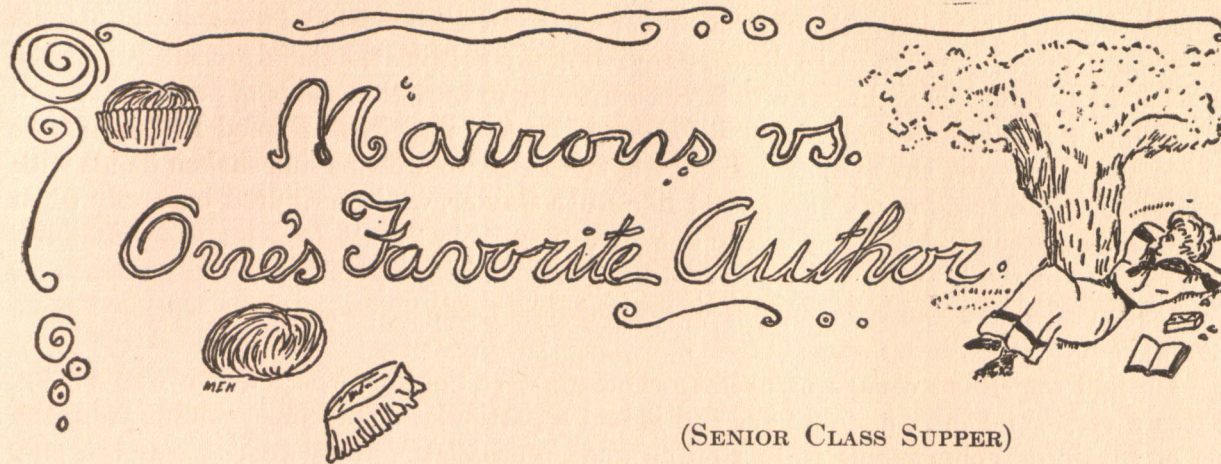 Marrons vs.
One's Favorite Author.
MEH
(SENIOR CLASS SUPPER)